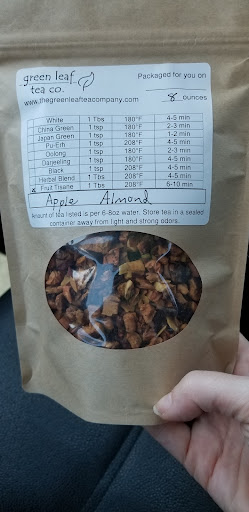 green leaf
tea co.
Packaged for you on
www.thegreenleafteacompany.com 8 ounces
White 1 Tbs 180°F 4-5 min
China Green 1 tsp 180°F 2-3 min
Japan Green 1 tsp 180°F 1-2 min
Pu-Erh 1 tsp 208°F 4-5 min
Oolong 1 tsp 180°F 2-3 min
Darjeeling 1 tsp 180°F 4-5 min
Black 1 tsp 208°F 4-5 min
Herbal Blend 1 Tbs 208°F 4-5 min
x Fruit Tisane 1 Tbs 208°F 8-10 min
Apple Almond
Amount of tea listed is per 6-8oz water. Store tea in a sealed
container away from light and strong odors.